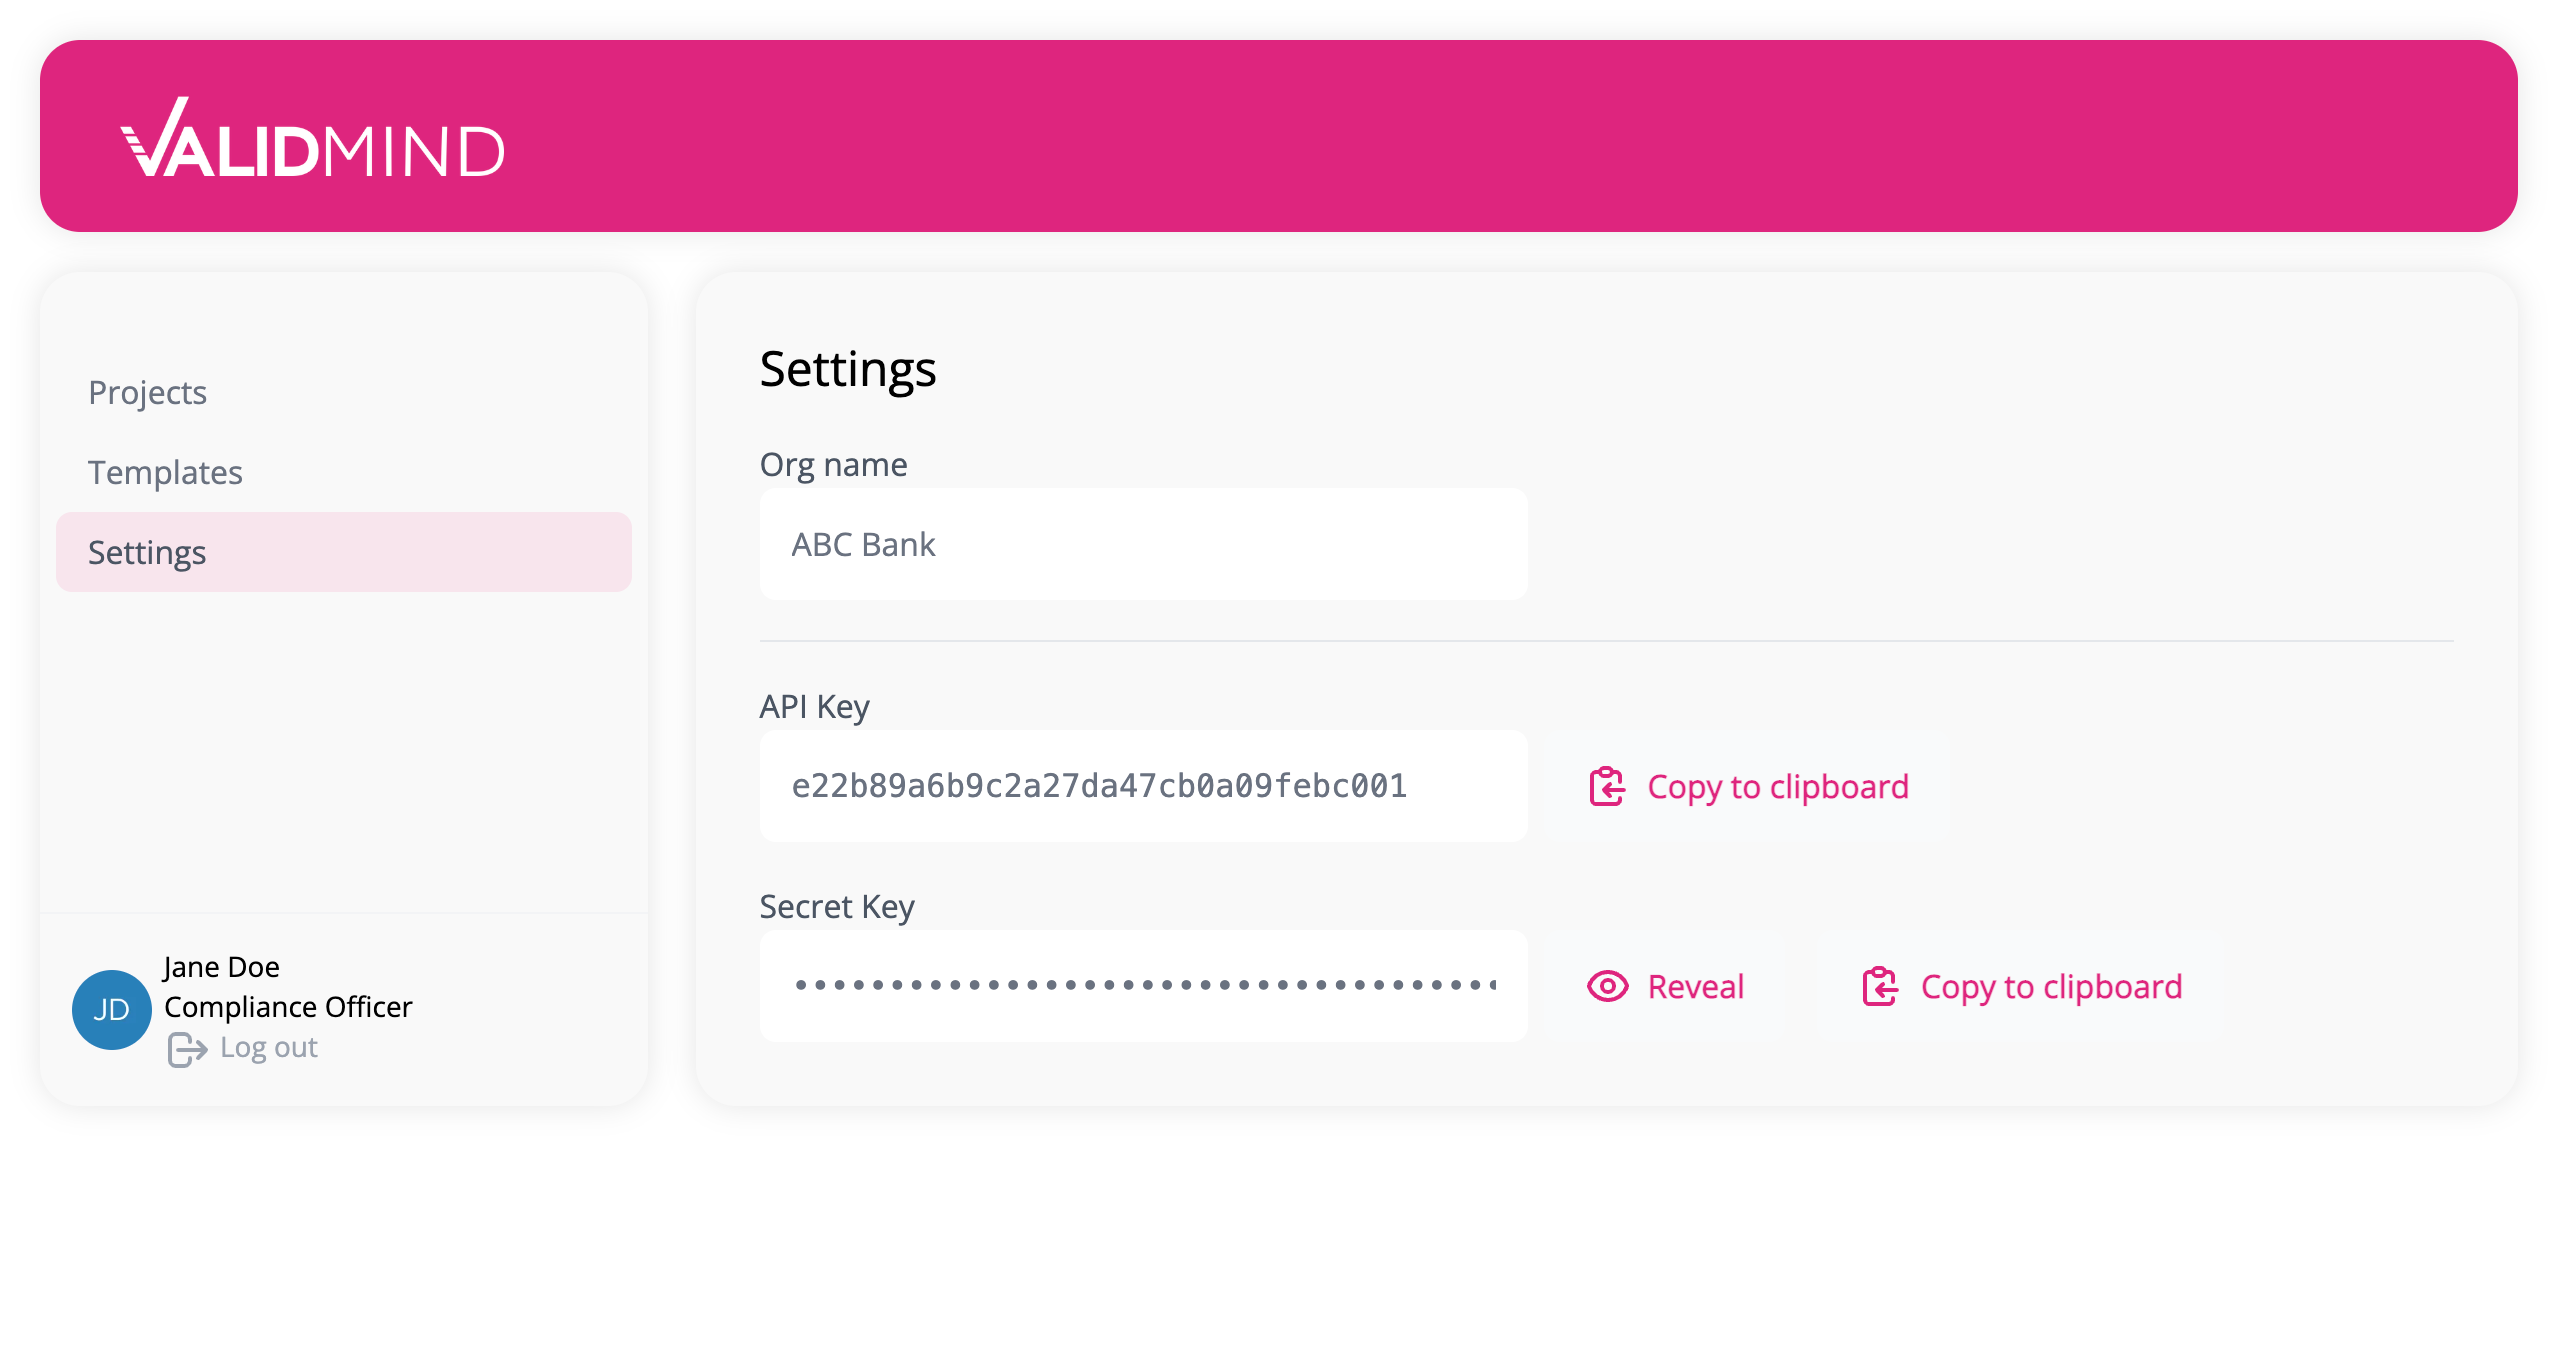 VALIDMIND
Projects
Templates
Settings
Jane Doe
JD
Compliance Officer
Log out
Settings
Org name
ABC Bank
API Key
e22b89a6b9c2a27da47cb0a09febc001
Copy to clipboard
Secret Key
Reveal
Copy to clipboard